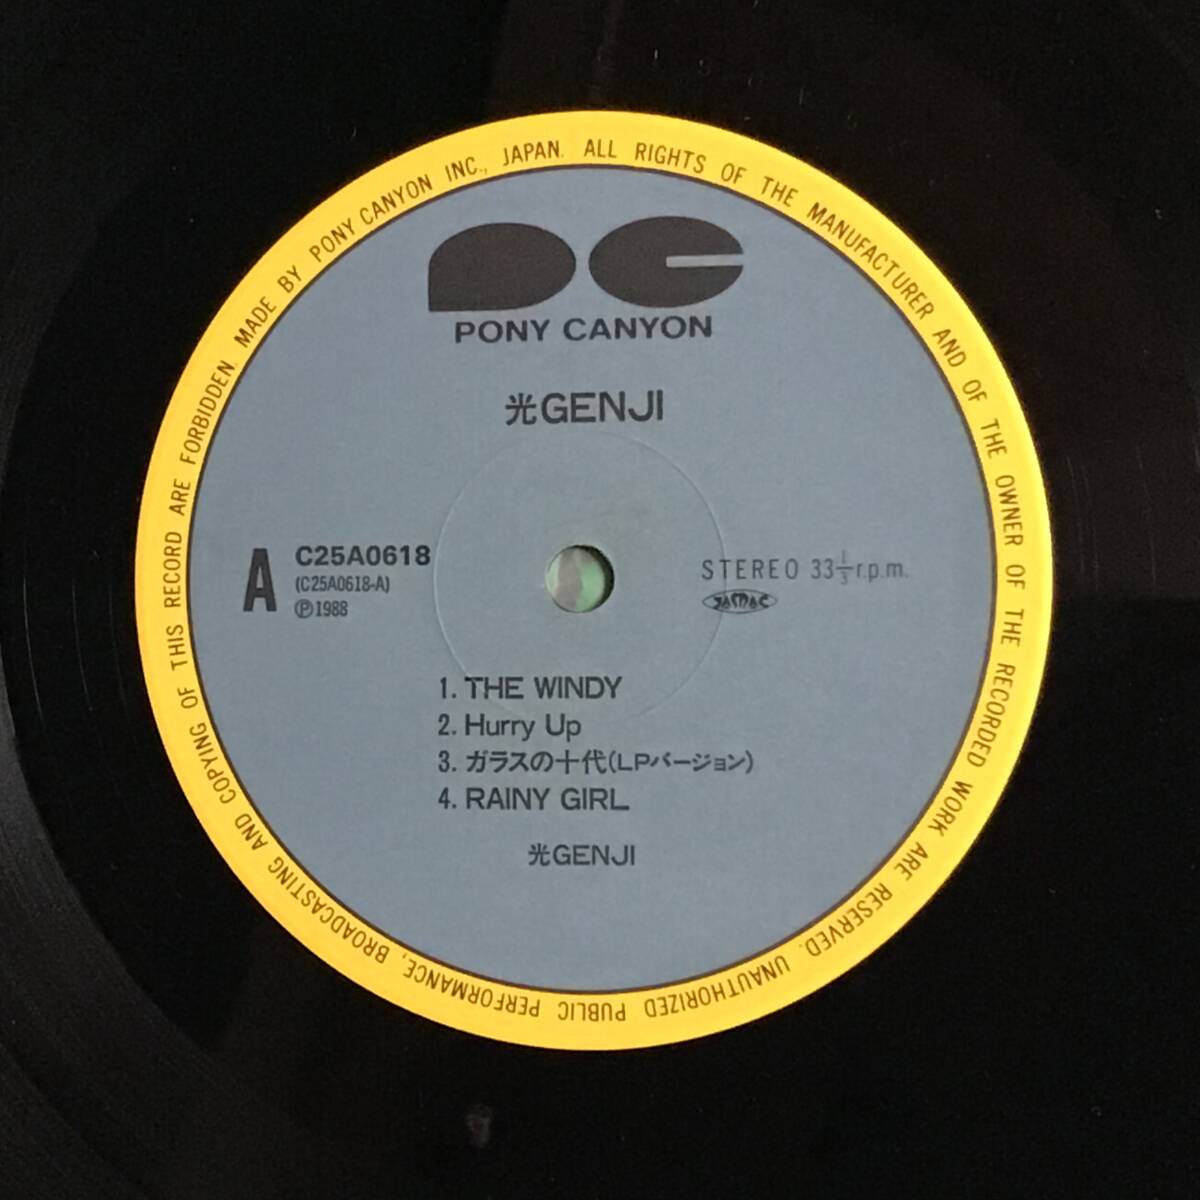 MADE BY PONY CANYON INC., JAPAN. ALL RIGHTS OF THE MANUFACTURER AND OF THE OWNER OF THE RECORDED WORK ARE RESERVED. UNAUTHORIZED PUBLIC PERFORMANCE, BROADCASTING AND COPYING OF THIS RECORD ARE FORBIDDEN.
PONY CANYON
光GENJI
A
C25A0618
(C25A0618-A)
Ⓟ1988
STEREO 33⅓r.p.m.
JASRAC
1. THE WINDY
2. Hurry Up
3. ガラスの十代(LPバージョン)
4. RAINY GIRL
光GENJI